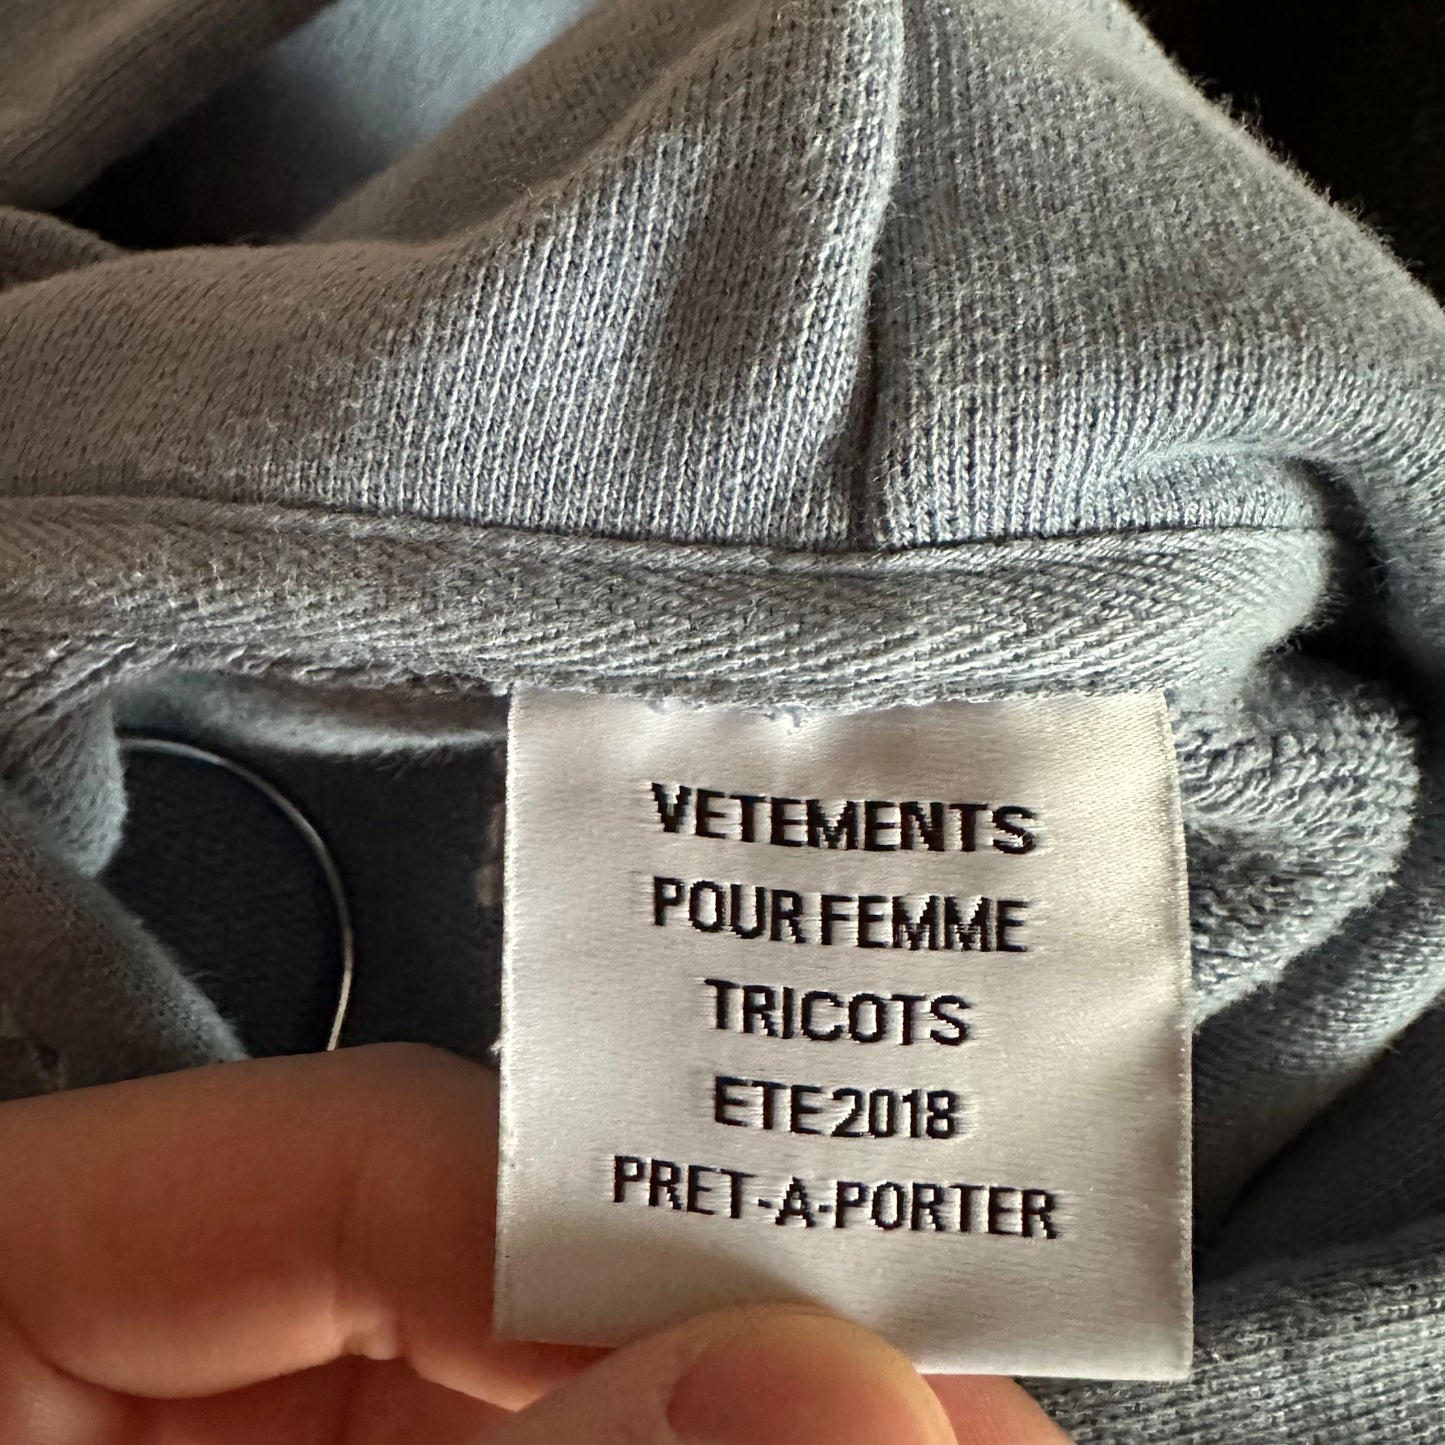 VETEMENTS
POUR FEMME
TRICOTS
ETE2018
PRET-A-PORTER